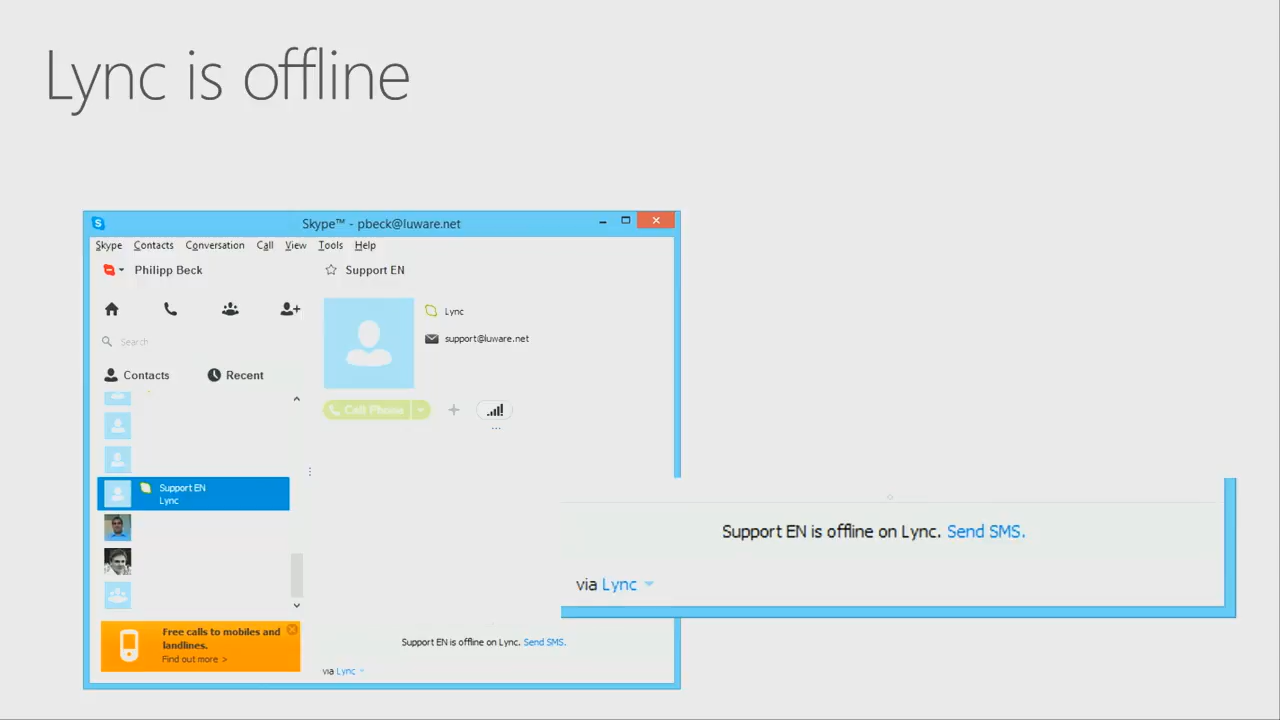 Lync is offline
Skype™ - pbeck@luware.net
Skype Contacts Conversation Call View Tools Help
Philipp Beck
Support EN
Lync
support@luware.net
Search
Contacts Recent
Call Phone
...
Support EN
Lync
Free calls to mobiles and
landlines.
Find out more >
Support EN is offline on Lync. Send SMS.
via Lync
Support EN is offline on Lync. Send SMS.
via Lync